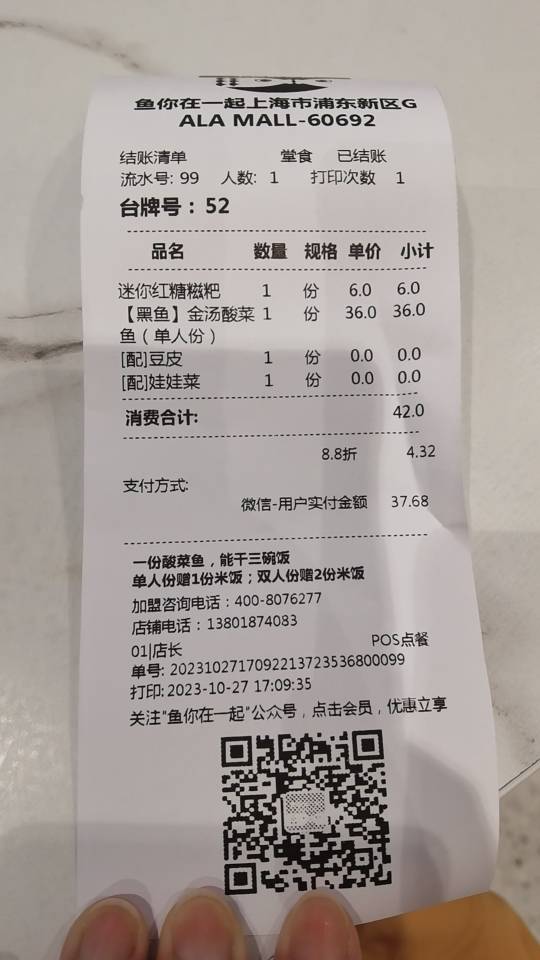 鱼你在一起上海市浦东新区G
ALA MALL-60692
结账清单 堂食 已结账
流水号: 99 人数: 1 打印次数 1
台牌号：52
品名 数量 规格 单价 小计
迷你红糖糍粑 1 份 6.0 6.0
【黑鱼】金汤酸菜 1 份 36.0 36.0
鱼（单人份）
[配]豆皮 1 份 0.0 0.0
[配]娃娃菜 1 份 0.0 0.0
消费合计: 42.0
8.8折 4.32
支付方式:
微信-用户实付金额 37.68
一份酸菜鱼，能干三碗饭
单人份赠1份米饭；双人份赠2份米饭
加盟咨询电话：400-8076277
店铺电话：13801874083
01|店长 POS点餐
单号: 2023102717092213723536800099
打印: 2023-10-27 17:09:35
关注"鱼你在一起"公众号，点击会员，优惠立享